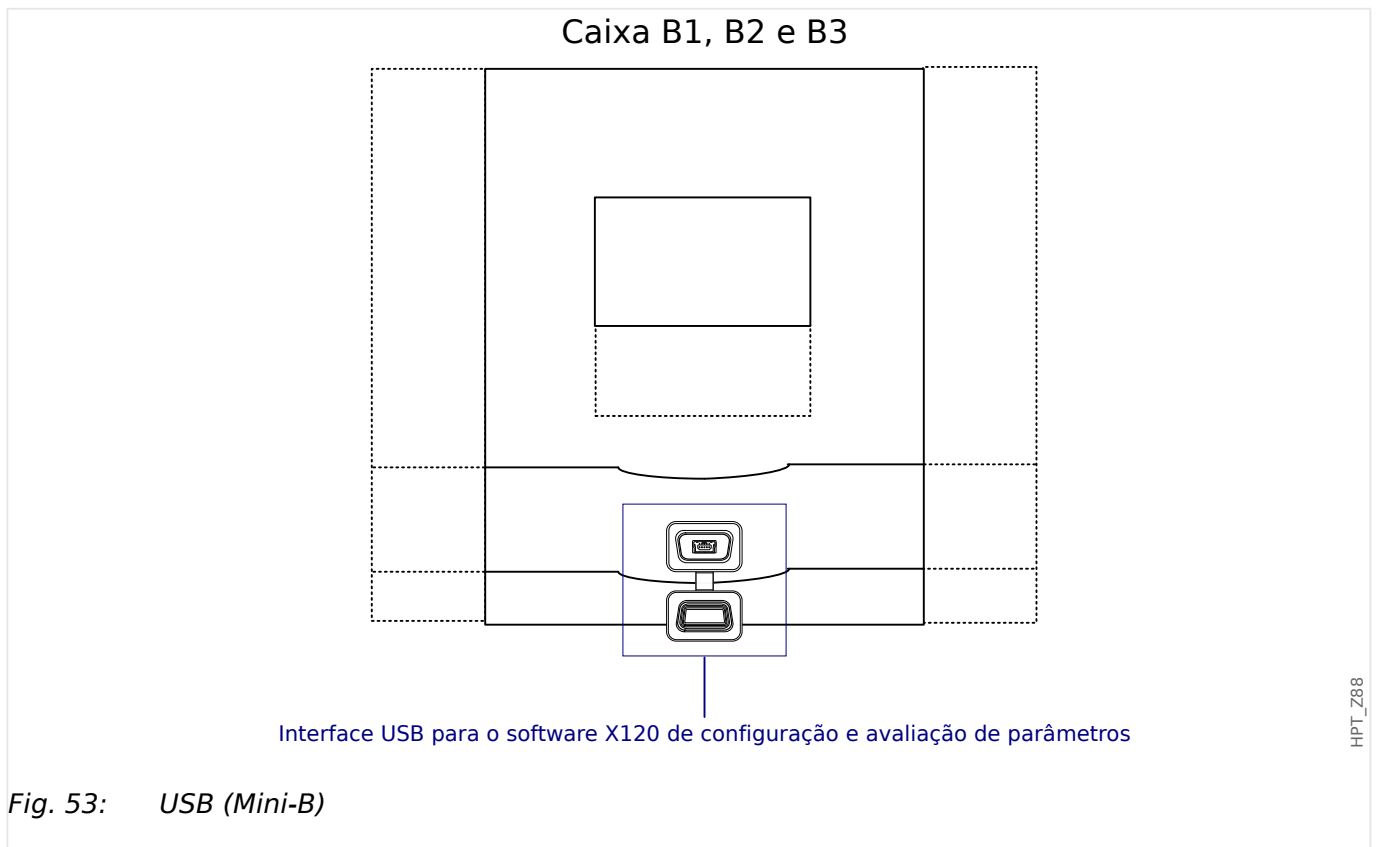 Caixa B1, B2 e B3
Interface USB para o software X120 de configuração e avaliação de parâmetros
HPT_Z88
Fig. 53: USB (Mini-B)